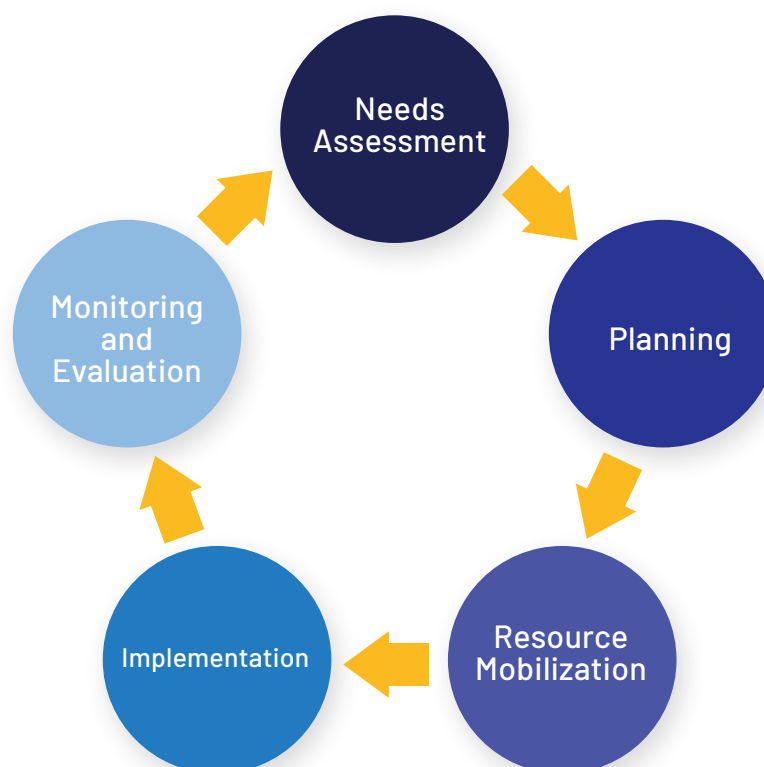 Needs
Assessment
Planning
Resource
Mobilization
Implementation
Monitoring
and
Evaluation